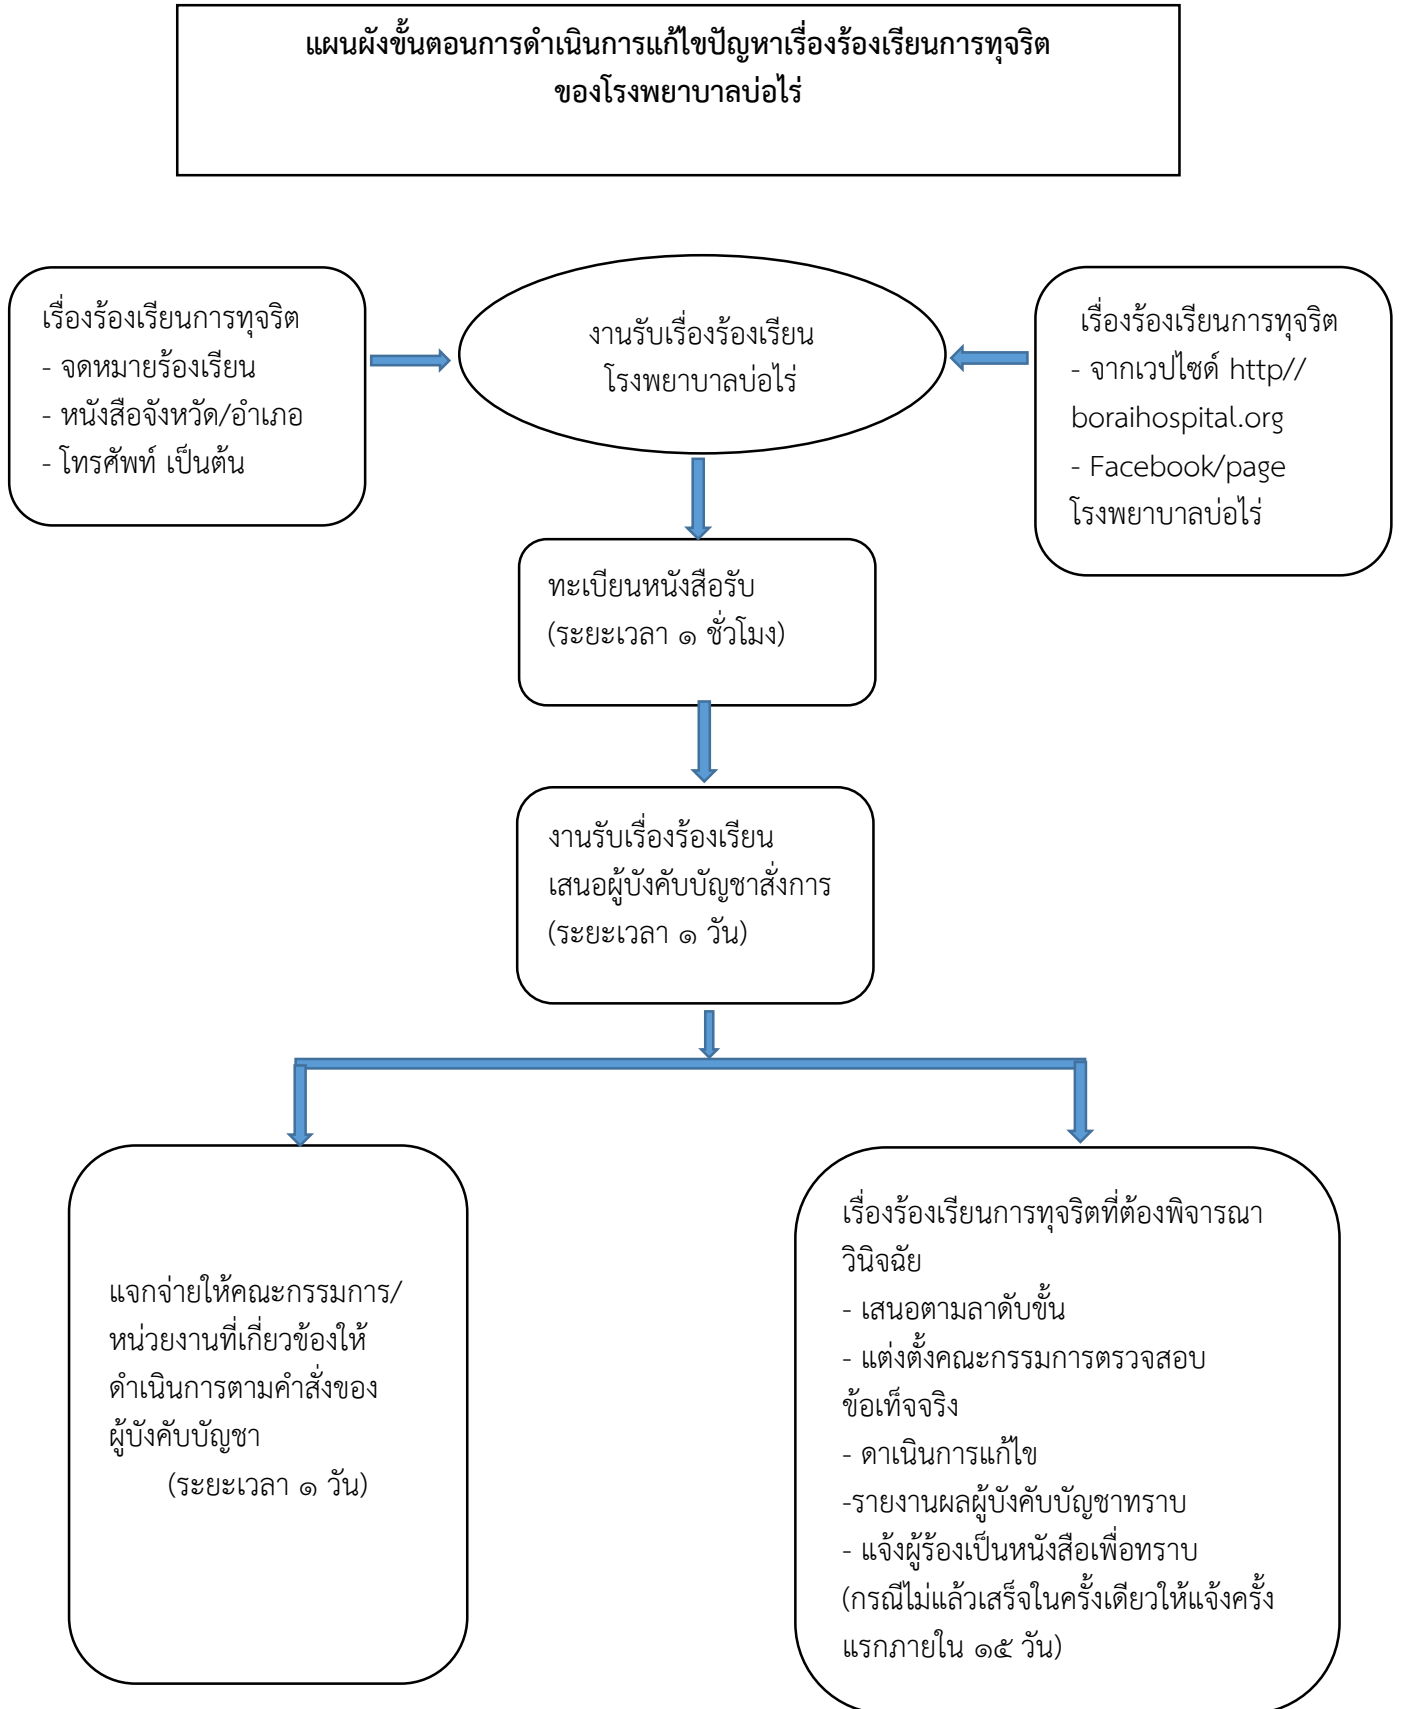 แผนผังขั้นตอนการดำเนินการแก้ไขปัญหาเรื่องร้องเรียนการทุจริต
ของโรงพยาบาลบ่อไร่
เรื่องร้องเรียนการทุจริต
- จดหมายร้องเรียน
- หนังสือจังหวัด/อำเภอ
- โทรศัพท์ เป็นต้น
งานรับเรื่องร้องเรียน
โรงพยาบาลบ่อไร่
เรื่องร้องเรียนการทุจริต
- จากเวปไซด์ http//
boraihospital.org
- Facebook/page
โรงพยาบาลบ่อไร่
ทะเบียนหนังสือรับ
(ระยะเวลา ๑ ชั่วโมง)
งานรับเรื่องร้องเรียน
เสนอผู้บังคับบัญชาสั่งการ
(ระยะเวลา ๑ วัน)
แจกจ่ายให้คณะกรรมการ/
หน่วยงานที่เกี่ยวข้องให้
ดำเนินการตามคำสั่งของ
ผู้บังคับบัญชา
(ระยะเวลา ๑ วัน)
เรื่องร้องเรียนการทุจริตที่ต้องพิจารณา
วินิจฉัย
- เสนอตามลาดับขั้น
- แต่งตั้งคณะกรรมการตรวจสอบ
ข้อเท็จจริง
- ดาเนินการแก้ไข
-รายงานผลผู้บังคับบัญชาทราบ
- แจ้งผู้ร้องเป็นหนังสือเพื่อทราบ
(กรณีไม่แล้วเสร็จในครั้งเดียวให้แจ้งครั้ง
แรกภายใน ๑๕ วัน)